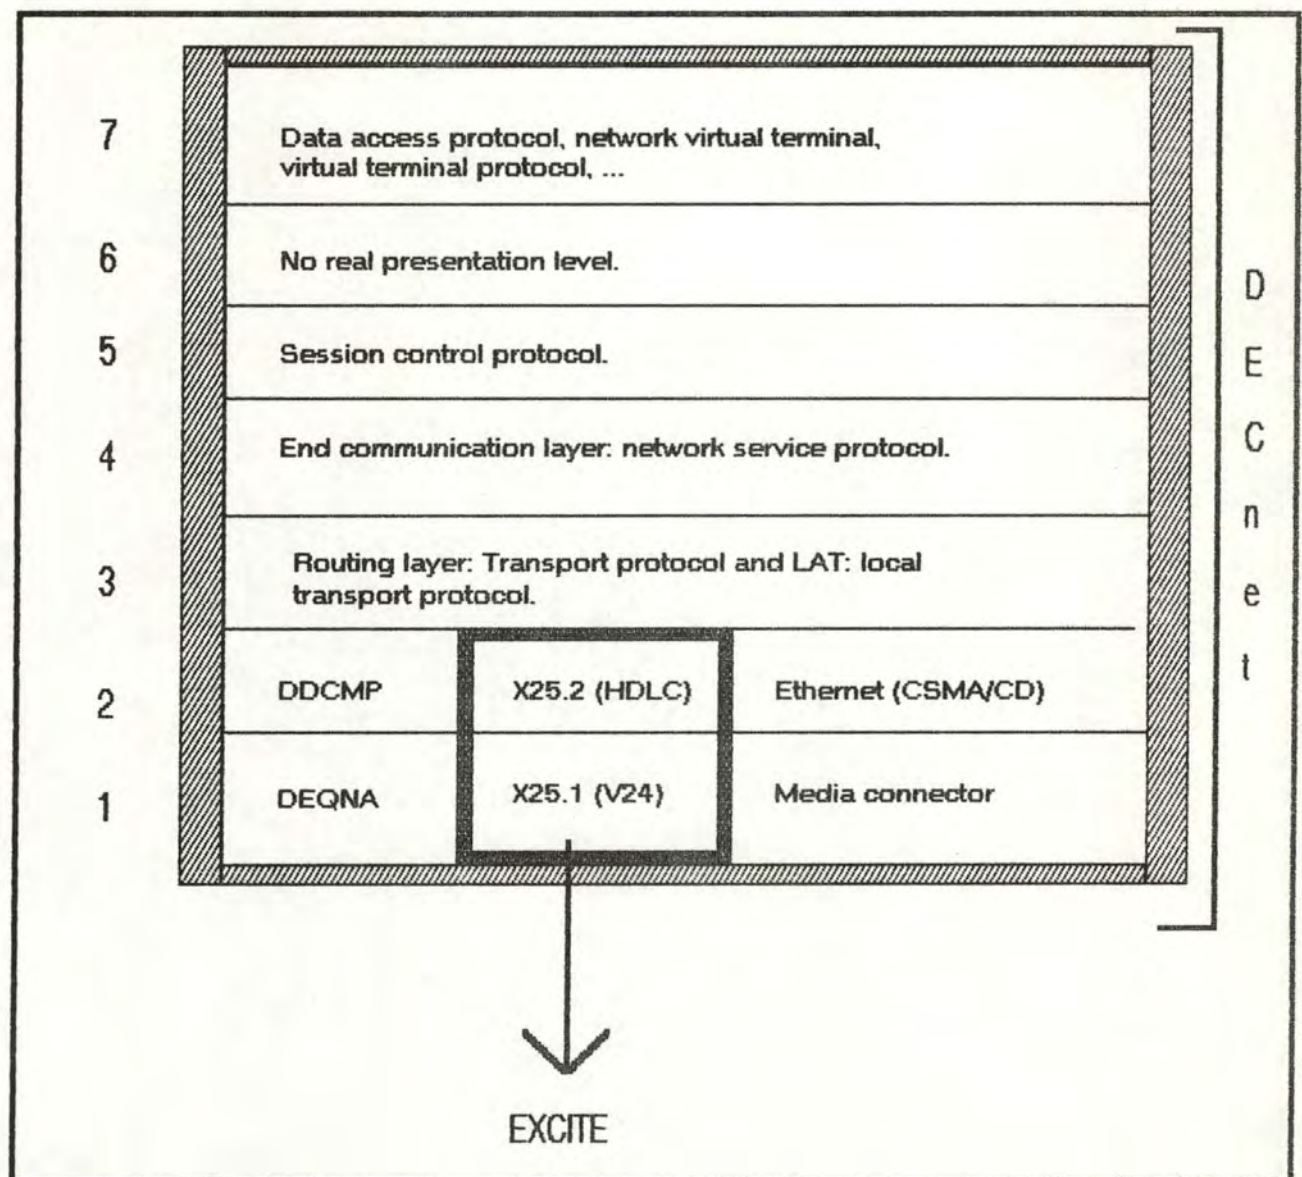 7
Data access protocol, network virtual terminal,
virtual terminal protocol, ...
6
No real presentation level.
5
Session control protocol.
4
End communication layer: network service protocol.
3
Routing layer: Transport protocol and LAT: local
transport protocol.
2
DDCMP X25.2 (HDLC) Ethernet (CSMA/CD)
1
DEQNA X25.1 (V24) Media connector
DECnet
EXCITE